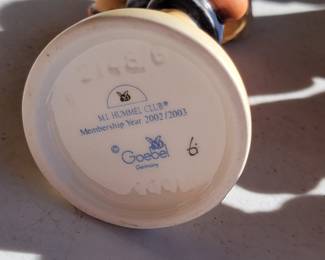 M.I. HUMMEL CLUB®
Membership Year 2002/2003
© Goebel
Germany
6